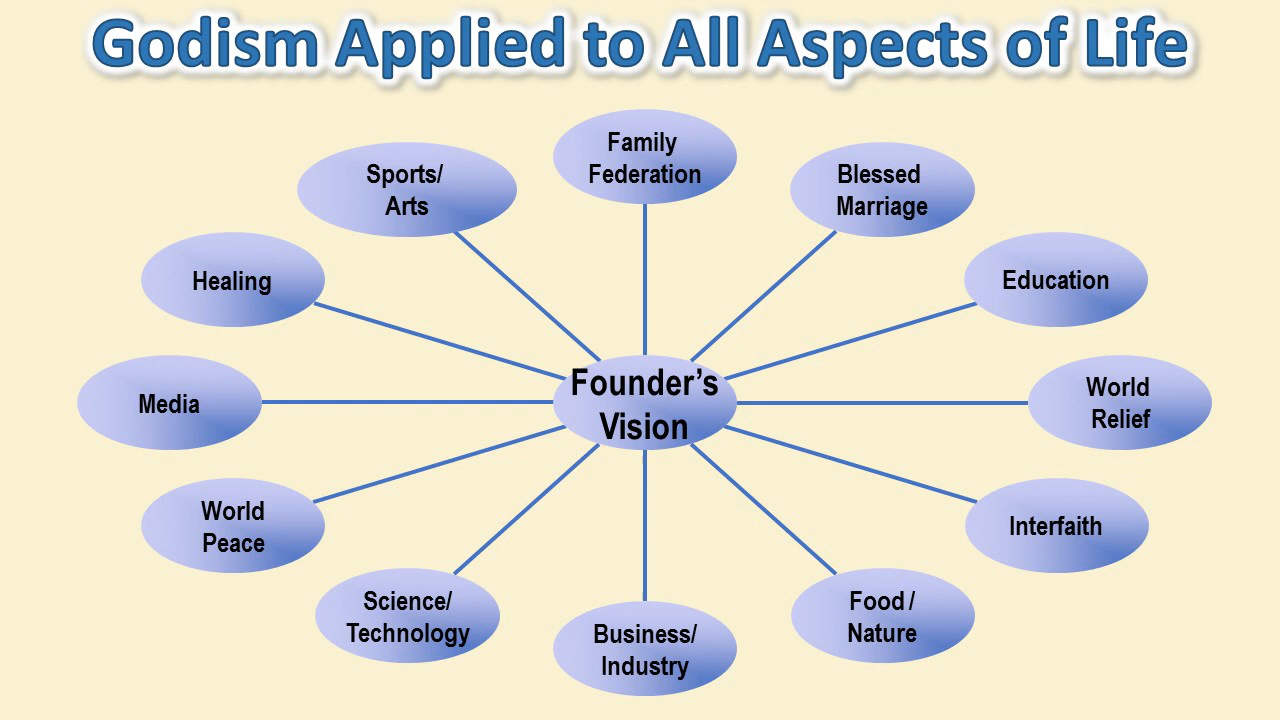 Godism Applied to All Aspects of Life
Family
Federation
Blessed
Marriage
Education
World
Relief
Interfaith
Food /
Nature
Business/
Industry
Science/
Technology
World
Peace
Media
Healing
Sports/
Arts
Founder’s
Vision